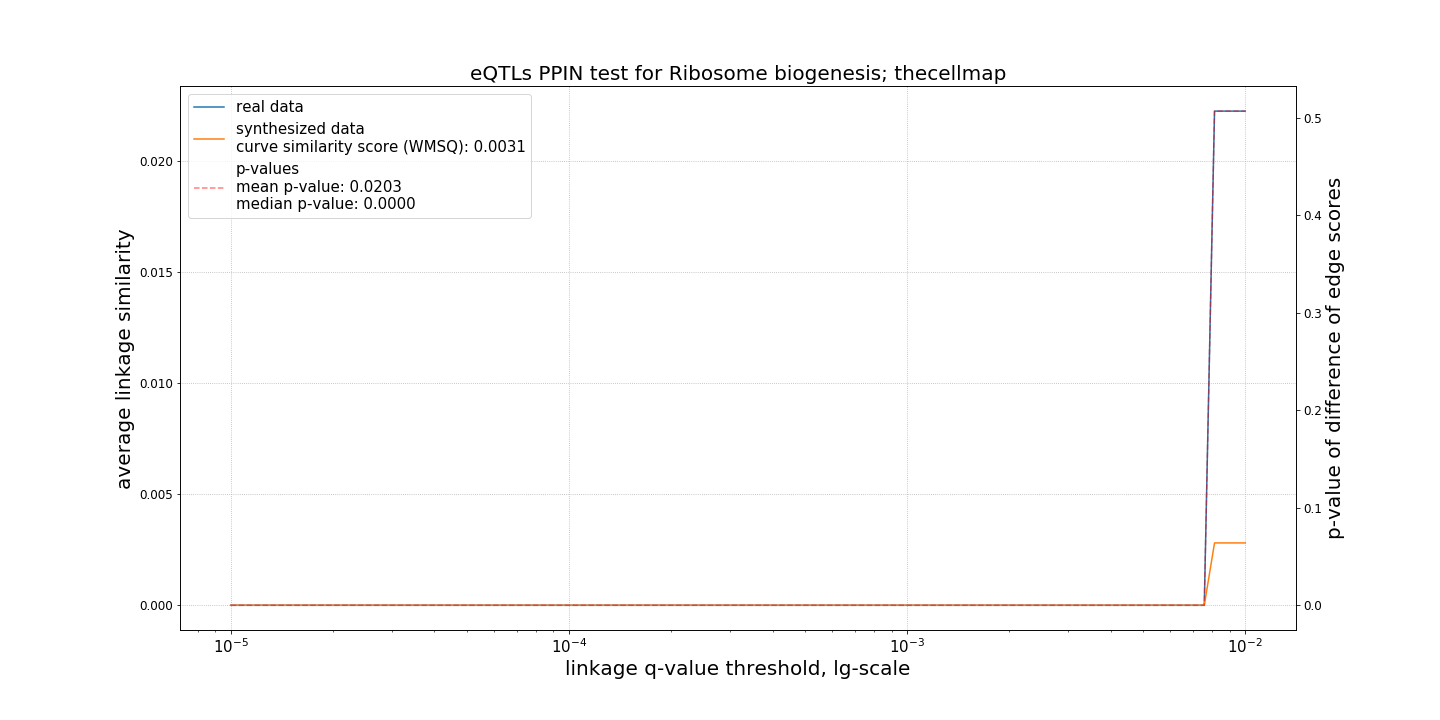 eQTLs PPIN test for Ribosome biogenesis; thecellmap
real data
synthesized data
curve similarity score (WMSQ): 0.0031
p-values
mean p-value: 0.0203
median p-value: 0.0000
average linkage similarity
0.020
0.015
0.010
0.005
0.000
0.5
0.4
0.3
0.2
0.1
0.0
p-value of difference of edge scores
10⁻⁵ 10⁻⁴ 10⁻³ 10⁻²
linkage q-value threshold, lg-scale